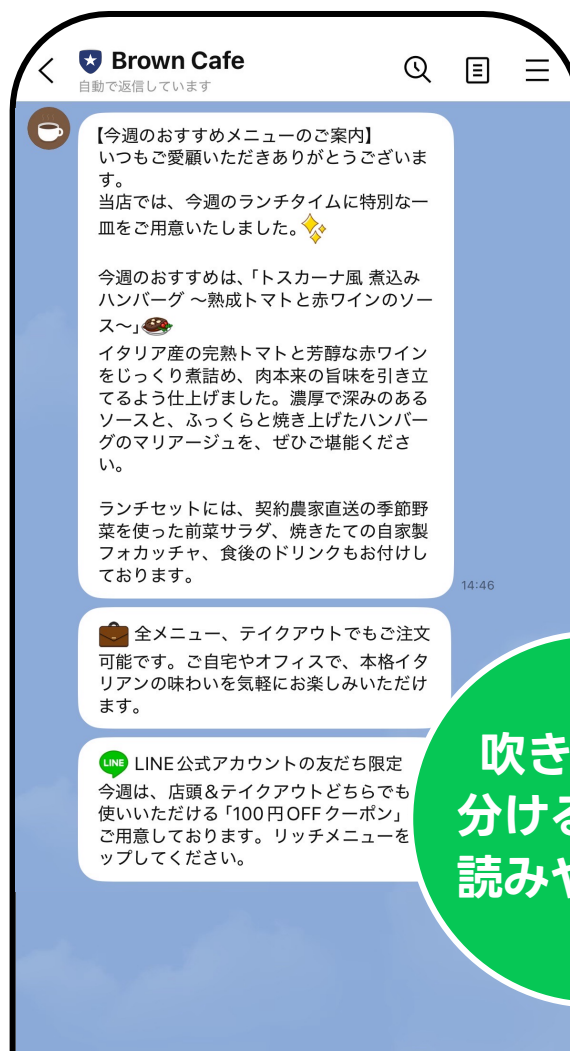 Brown Cafe
自動で返信しています
【今週のおすすめメニューのご案内】
いつもご愛顧いただきありがとうございま
す。
当店では、今週のランチタイムに特別な一
皿をご用意いたしました。
今週のおすすめは、「トスカーナ風 煮込み
ハンバーグ 〜熟成トマトと赤ワインのソー
ス〜」
イタリア産の完熟トマトと芳醇な赤ワイン
をじっくり煮詰め、肉本来の旨味を引き立
てるよう仕上げました。濃厚で深みのある
ソースと、ふっくらと焼き上げたハンバー
グのマリアージュを、ぜひご堪能くださ
い。
ランチセットには、契約農家直送の季節野
菜を使った前菜サラダ、焼きたての自家製
フォカッチャ、食後のドリンクもお付けし
ております。
14:46
全メニュー、テイクアウトでもご注文
可能です。ご自宅やオフィスで、本格イタ
リアンの味わいを気軽にお楽しみいただけ
ます。
LINE LINE公式アカウントの友だち限定
今週は、店頭&テイクアウトどちらでも
使いいただける「100円OFFクーポン」
ご用意しております。リッチメニューを
ップしてください。
吹き
分ける
読みや